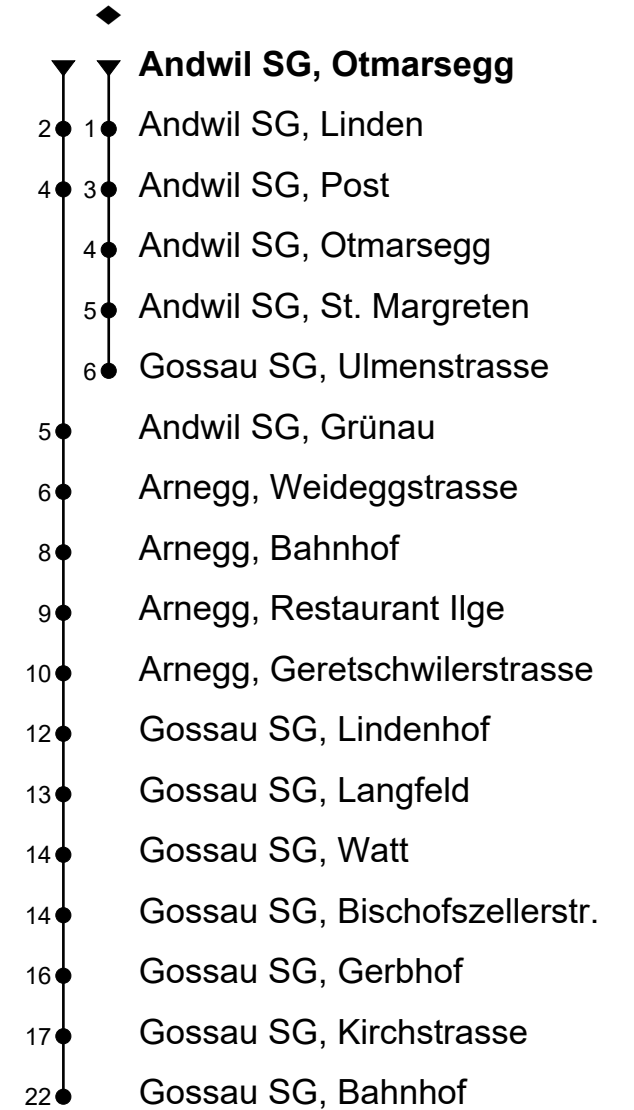 Andwil SG, Otmarsegg
2 1 Andwil SG, Linden
4 3 Andwil SG, Post
4 Andwil SG, Otmarsegg
5 Andwil SG, St. Margreten
6 Gossau SG, Ulmenstrasse
5 Andwil SG, Grünau
6 Arnegg, Weideggstrasse
8 Arnegg, Bahnhof
9 Arnegg, Restaurant Ilge
10 Arnegg, Geretschwilerstrasse
12 Gossau SG, Lindenhof
13 Gossau SG, Langfeld
14 Gossau SG, Watt
14 Gossau SG, Bischofszellerstr.
16 Gossau SG, Gerbhof
17 Gossau SG, Kirchstrasse
22 Gossau SG, Bahnhof